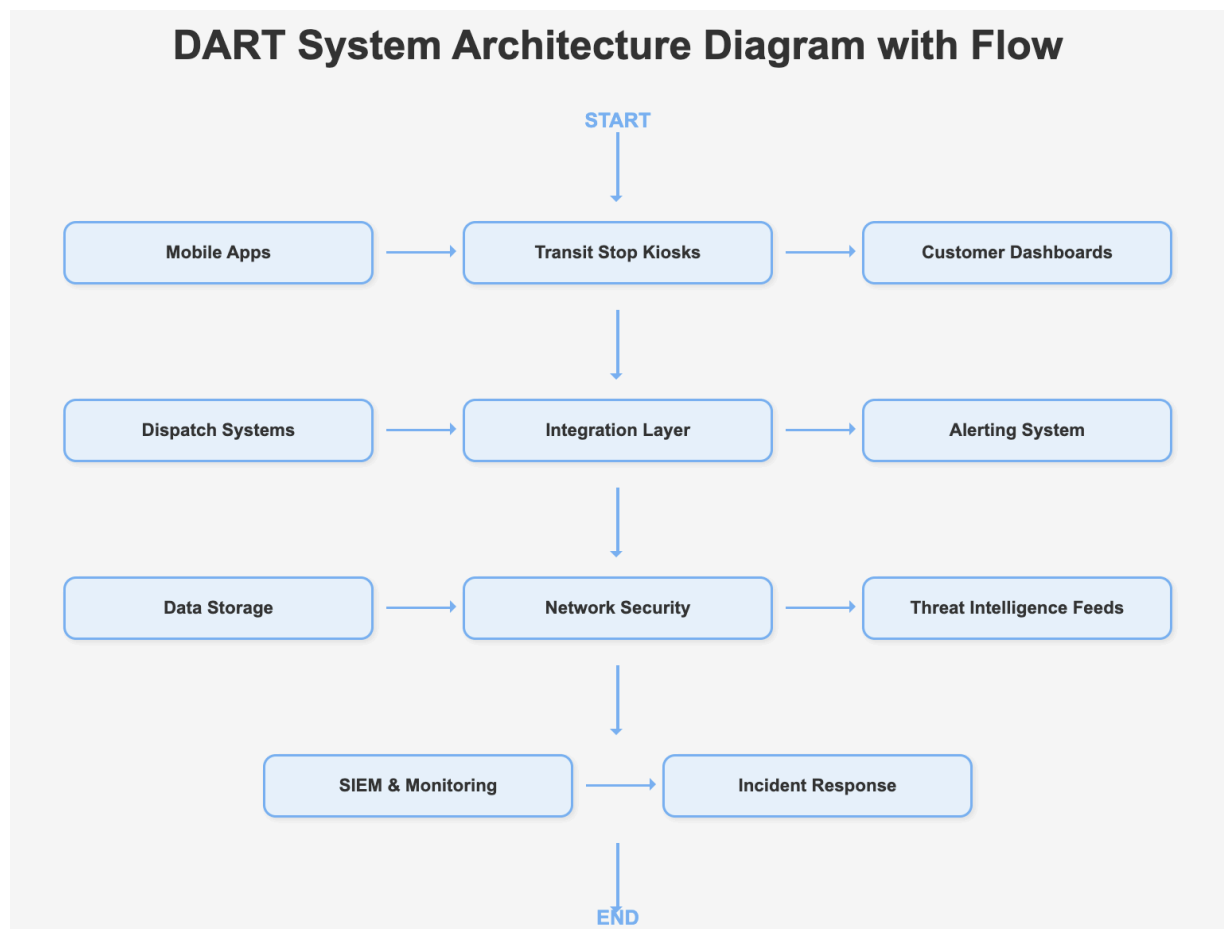 DART System Architecture Diagram with Flow
START
Mobile Apps
Transit Stop Kiosks
Customer Dashboards
Dispatch Systems
Integration Layer
Alerting System
Data Storage
Network Security
Threat Intelligence Feeds
SIEM & Monitoring
Incident Response
END